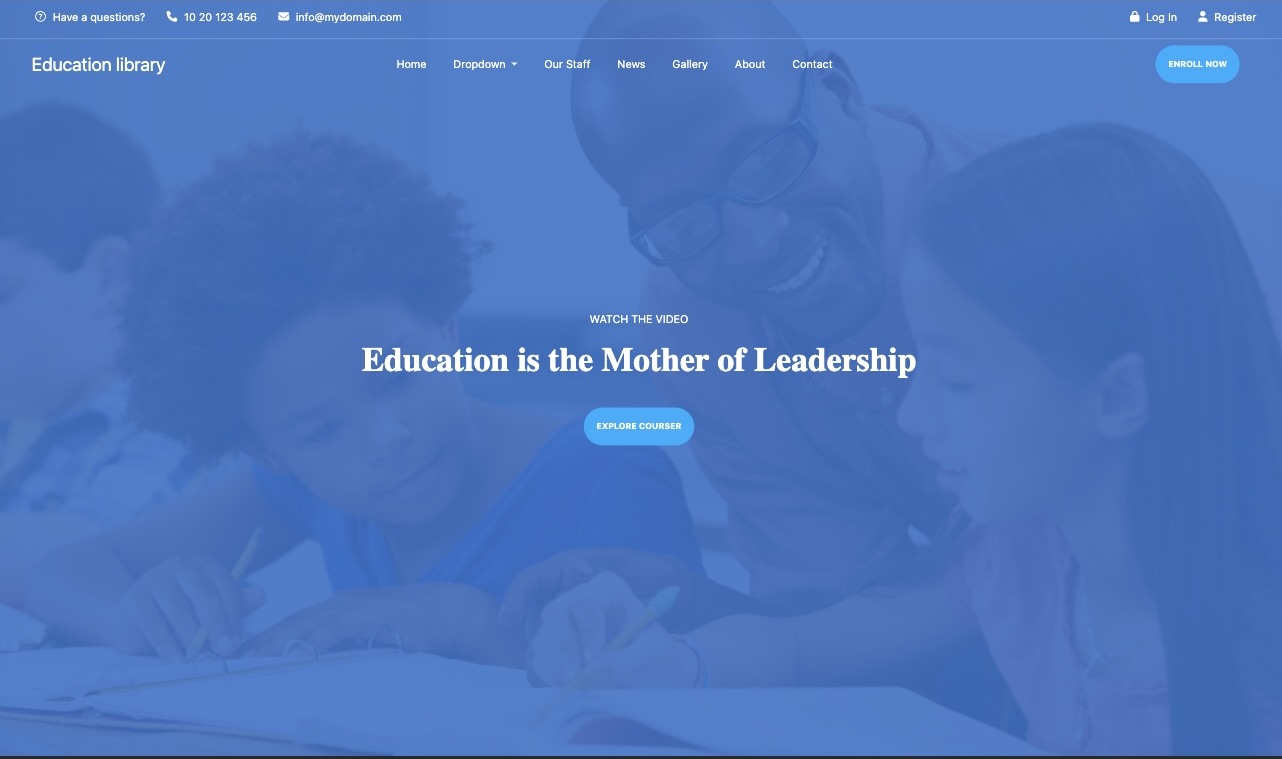 Have a questions? 10 20 123 456 info@mydomain.com Log In Register
Education library Home Dropdown Our Staff News Gallery About Contact ENROLL NOW
WATCH THE VIDEO
Education is the Mother of Leadership
EXPLORE COURSER